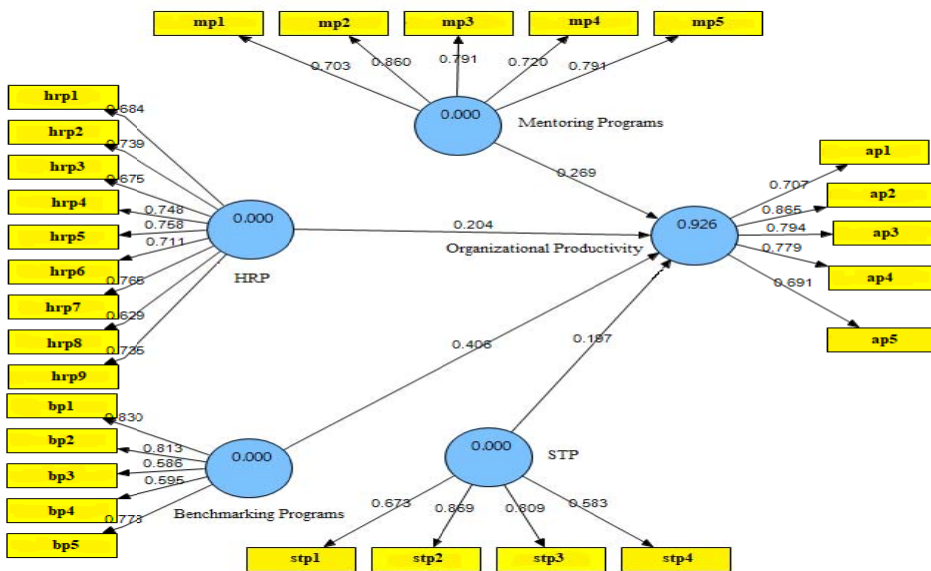 mp1 mp2 mp3 mp4 mp5
0.703 0.860 0.791 0.720 0.791
0.000
Mentoring Programs
hrp1
hrp2
hrp3
hrp4
hrp5
hrp6
hrp7
hrp8
hrp9
0.684
0.739
0.675
0.748
0.758
0.711
0.765
0.629
0.735
0.000
HRP
0.269
0.204
0.406
0.197
0.926
Organizational Productivity
0.707
0.865
0.794
0.779
0.691
ap1
ap2
ap3
ap4
ap5
bp1
bp2
bp3
bp4
bp5
0.830
0.813
0.586
0.595
0.773
0.000
Benchmarking Programs
0.000
STP
0.673 0.869 0.809 0.583
stp1 stp2 stp3 stp4